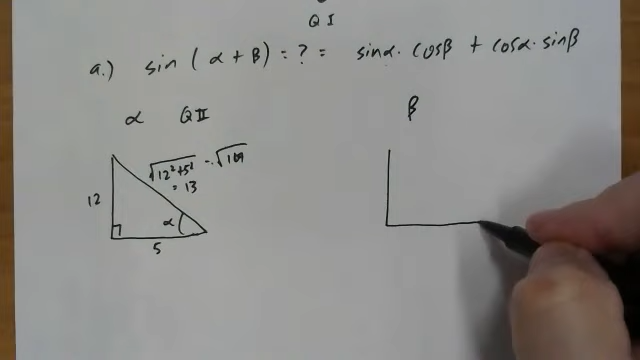 Q I
a.) sin ( α + β ) = ? = sinα · cosβ + cosα · sinβ
α Q II
β
√12²+5² = √169
= 13
12
α
5